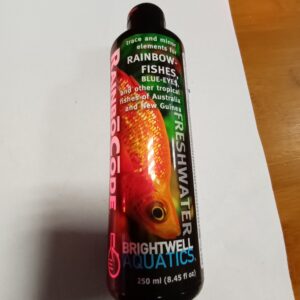 trace and minor
elements for
RAINBOW-
FISHES,
BLUE-EYES,
and other tropical
fishes of Australia
and New Guinea
FRESHWATER
BRIGHTWELL
AQUATICS
250 ml (8.45 fl oz)